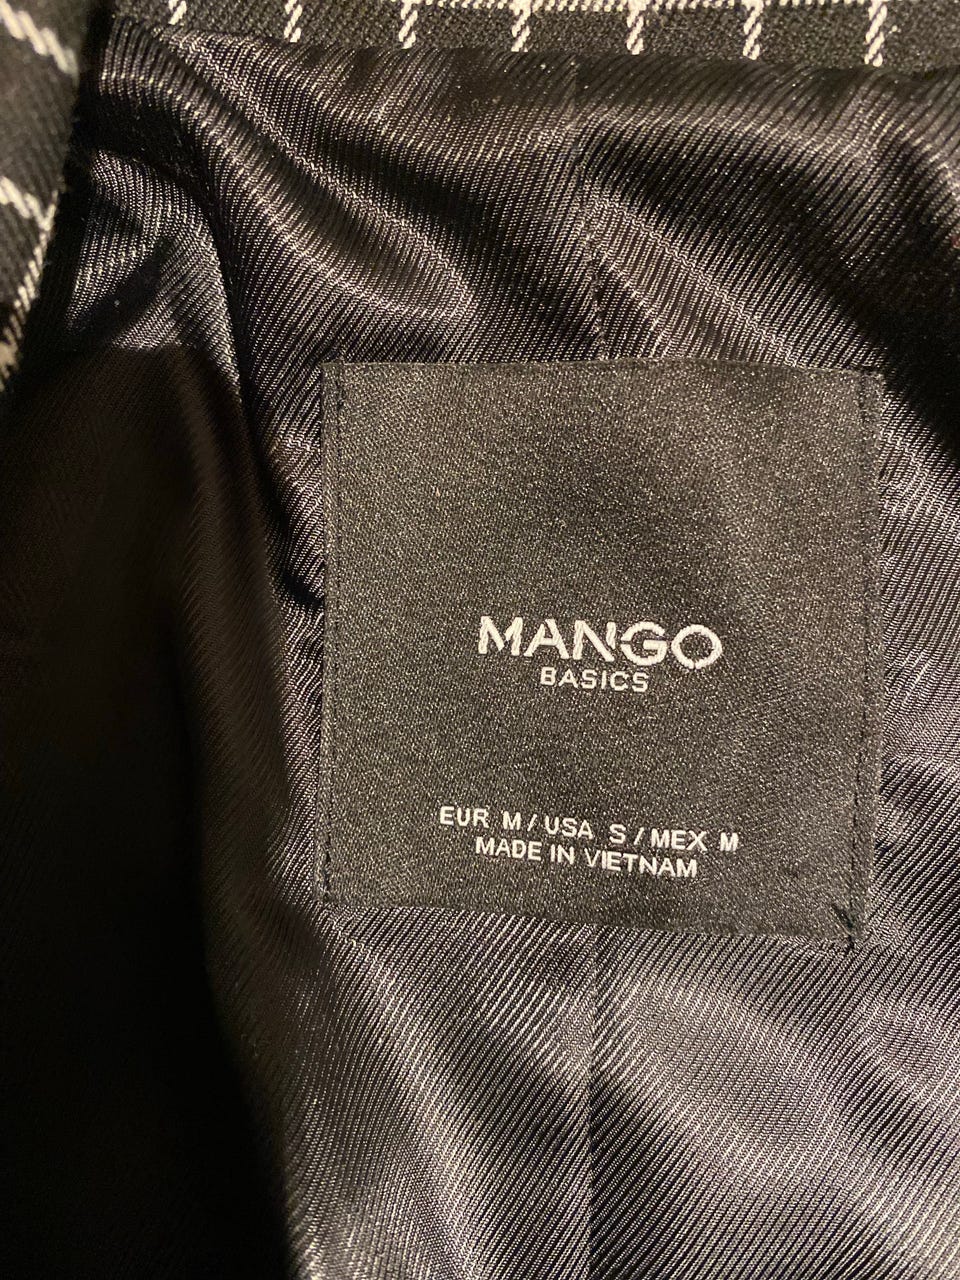 MANGO
BASICS
EUR M / USA S / MEX M
MADE IN VIETNAM